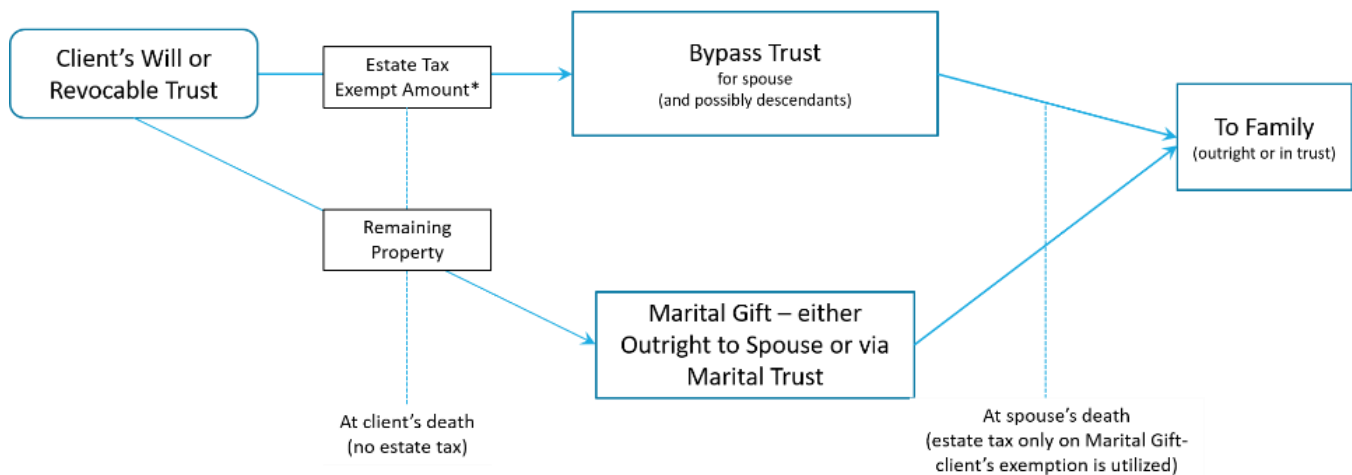 Client's Will or
Revocable Trust
Estate Tax
Exempt Amount*
Bypass Trust
for spouse
(and possibly descendants)
To Family
(outright or in trust)
Remaining
Property
Marital Gift – either
Outright to Spouse or via
Marital Trust
At client's death
(no estate tax)
At spouse's death
(estate tax only on Marital Gift-
client's exemption is utilized)